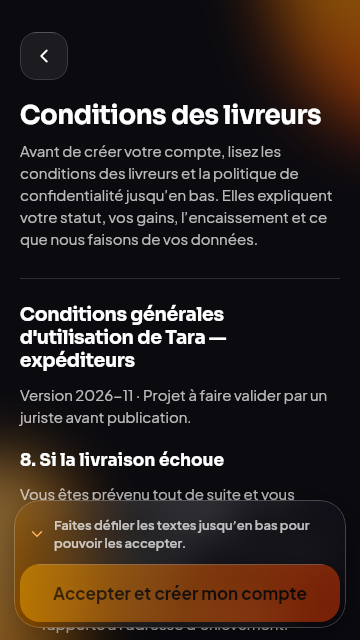 Conditions des livreurs
Avant de créer votre compte, lisez les
conditions des livreurs et la politique de
confidentialité jusqu'en bas. Elles expliquent
votre statut, vos gains, l'encaissement et ce
que nous faisons de vos données.
Conditions générales
d'utilisation de Tara —
expéditeurs
Version 2026-11 · Projet à faire valider par un
juriste avant publication.
8. Si la livraison échoue
Vous êtes prévenu tout de suite et vous
Faites défiler les textes jusqu'en bas pour
pouvoir les accepter.
Accepter et créer mon compte